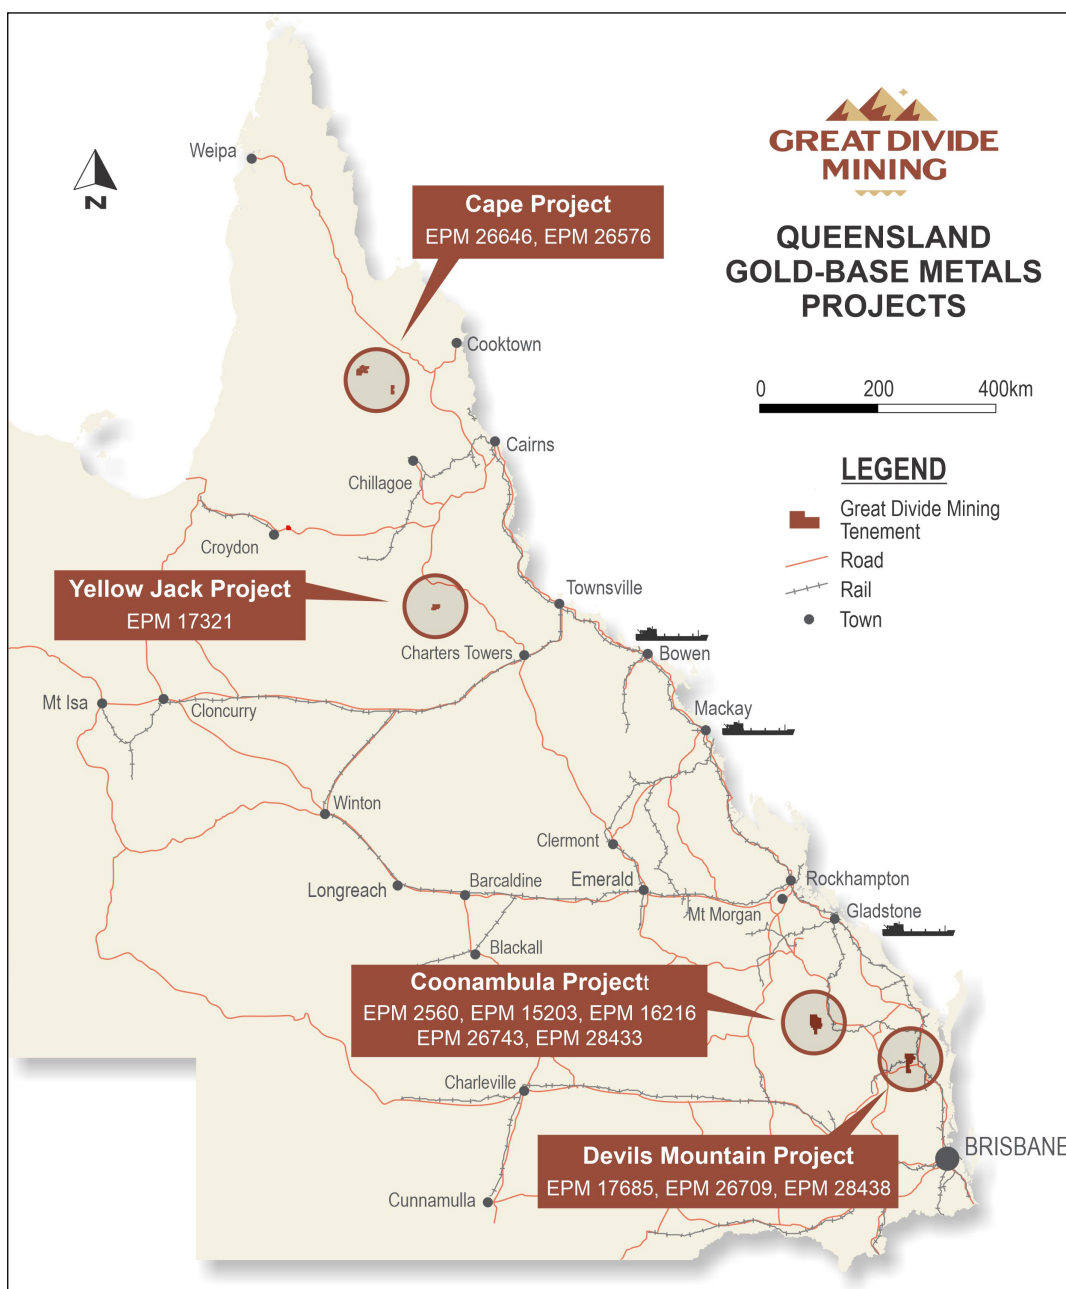 GREAT DIVIDE
MINING
QUEENSLAND
GOLD-BASE METALS
PROJECTS
0 200 400km
LEGEND
Great Divide Mining
Tenement
Road
Rail
Town
N
Weipa
Cape Project
EPM 26646, EPM 26576
Cooktown
Cairns
Chillagoe
Croydon
Yellow Jack Project
EPM 17321
Townsville
Charters Towers
Bowen
Mt Isa
Cloncurry
Mackay
Winton
Clermont
Longreach
Barcaldine
Emerald
Rockhampton
Mt Morgan
Gladstone
Blackall
Coonambula Projectt
EPM 2560, EPM 15203, EPM 16216
EPM 26743, EPM 28433
Charleville
Devils Mountain Project
EPM 17685, EPM 26709, EPM 28438
BRISBANE
Cunnamulla